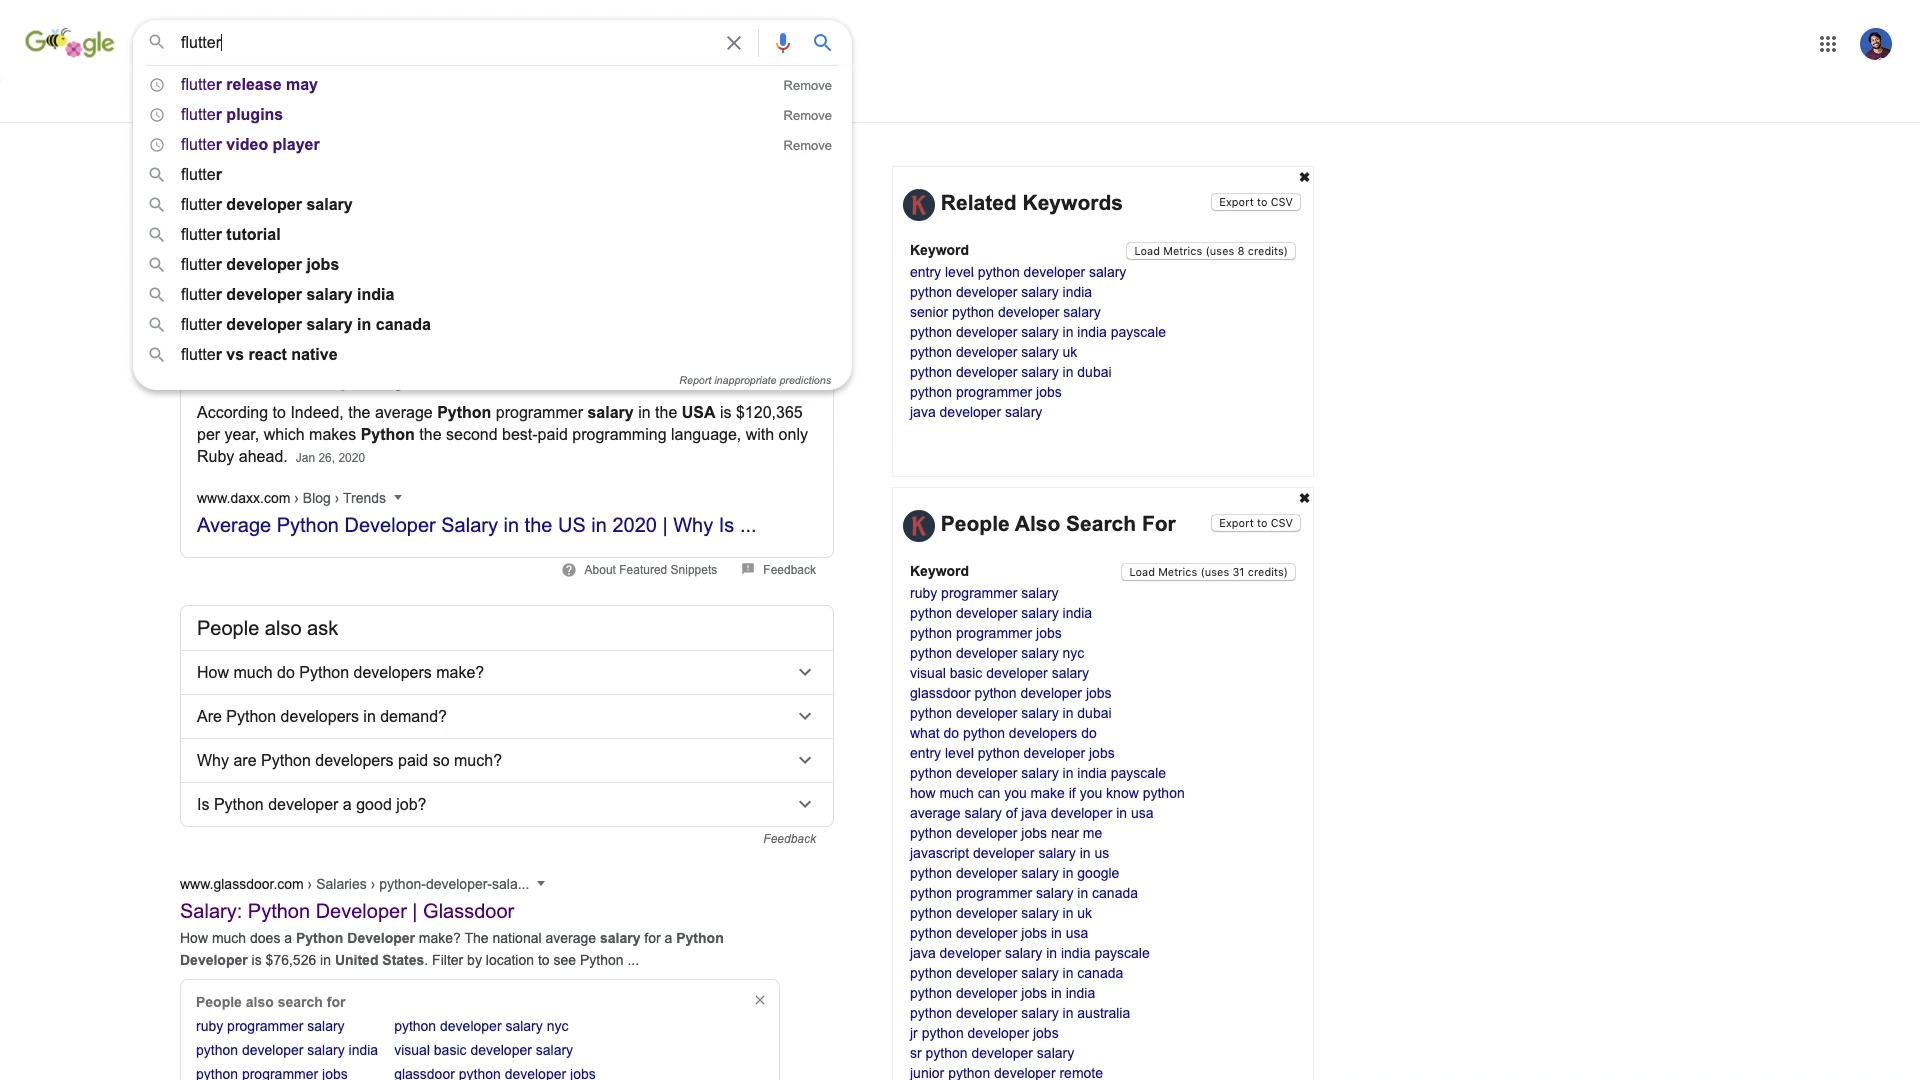 Google
flutter
flutter release may Remove
flutter plugins Remove
flutter video player Remove
flutter
flutter developer salary
flutter tutorial
flutter developer jobs
flutter developer salary india
flutter developer salary in canada
flutter vs react native
Report inappropriate predictions
According to Indeed, the average Python programmer salary in the USA is $120,365
per year, which makes Python the second best-paid programming language, with only
Ruby ahead. Jan 26, 2020
www.daxx.com › Blog › Trends
Average Python Developer Salary in the US in 2020 | Why Is ...
About Featured Snippets Feedback
People also ask
How much do Python developers make?
Are Python developers in demand?
Why are Python developers paid so much?
Is Python developer a good job?
Feedback
www.glassdoor.com › Salaries › python-developer-sala...
Salary: Python Developer | Glassdoor
How much does a Python Developer make? The national average salary for a Python
Developer is $76,526 in United States. Filter by location to see Python ...
People also search for
ruby programmer salary python developer salary nyc
python developer salary india visual basic developer salary
python programmer jobs glassdoor python developer jobs
K Related Keywords Export to CSV
Keyword Load Metrics (uses 8 credits)
entry level python developer salary
python developer salary india
senior python developer salary
python developer salary in india payscale
python developer salary uk
python developer salary in dubai
python programmer jobs
java developer salary
K People Also Search For Export to CSV
Keyword Load Metrics (uses 31 credits)
ruby programmer salary
python developer salary india
python programmer jobs
python developer salary nyc
visual basic developer salary
glassdoor python developer jobs
python developer salary in dubai
what do python developers do
entry level python developer jobs
python developer salary in india payscale
how much can you make if you know python
average salary of java developer in usa
python developer jobs near me
javascript developer salary in us
python developer salary in google
python programmer salary in canada
python developer salary in uk
python developer jobs in usa
java developer salary in india payscale
python developer salary in canada
python developer jobs in india
python developer salary in australia
jr python developer jobs
sr python developer salary
junior python developer remote